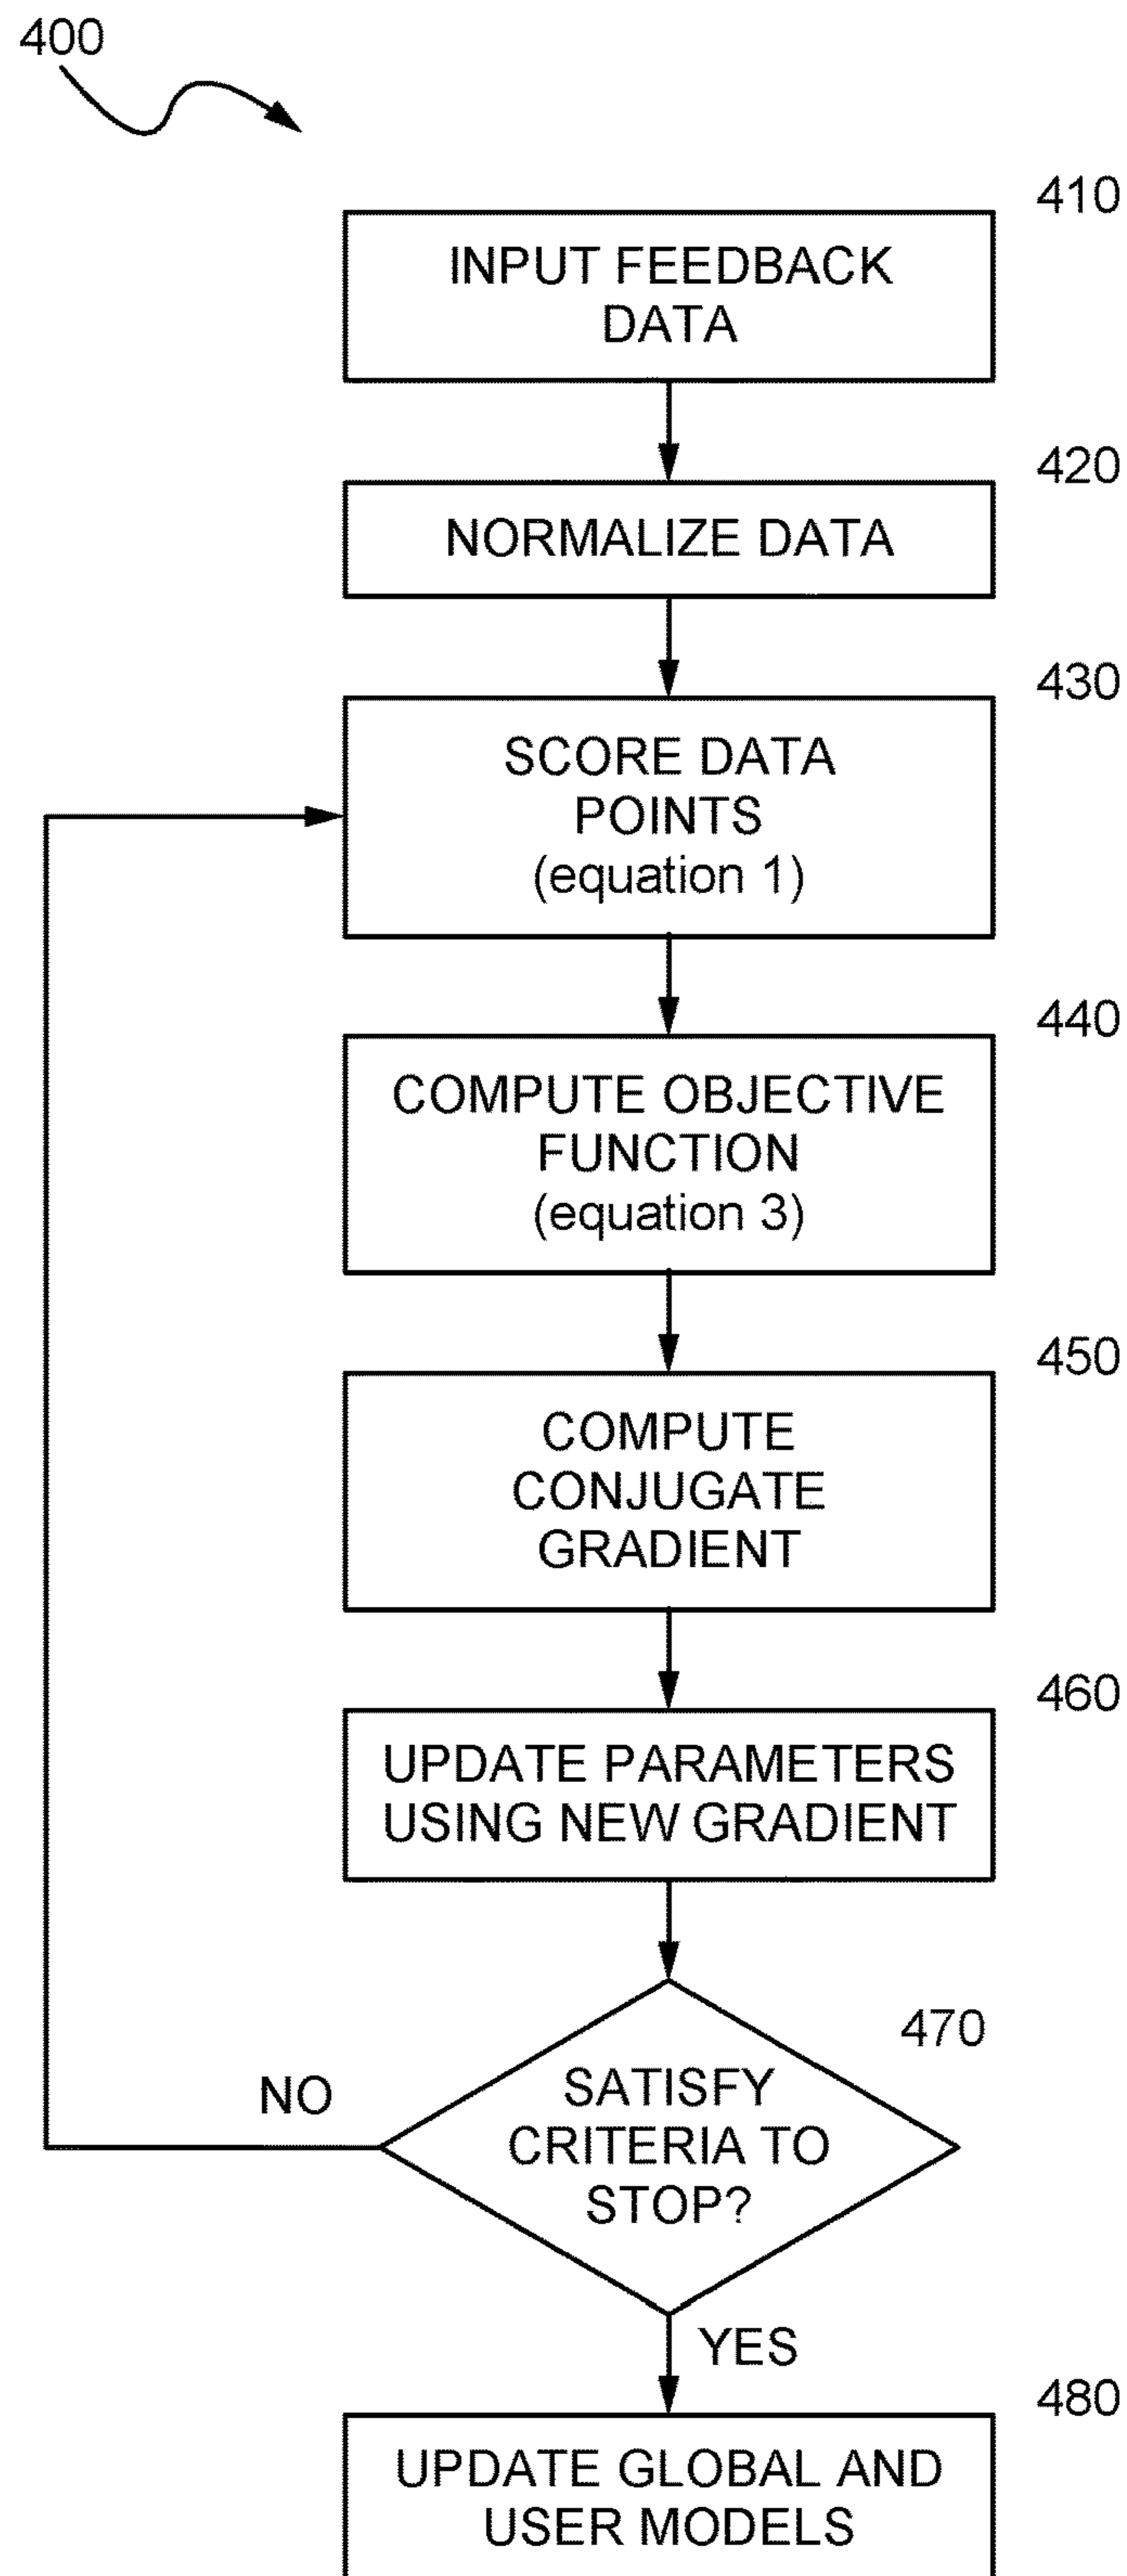 400
410
INPUT FEEDBACK
DATA
420
NORMALIZE DATA
430
SCORE DATA
POINTS
(equation 1)
440
COMPUTE OBJECTIVE
FUNCTION
(equation 3)
450
COMPUTE
CONJUGATE
GRADIENT
460
UPDATE PARAMETERS
USING NEW GRADIENT
470
SATISFY
CRITERIA TO
STOP?
NO
YES
480
UPDATE GLOBAL AND
USER MODELS